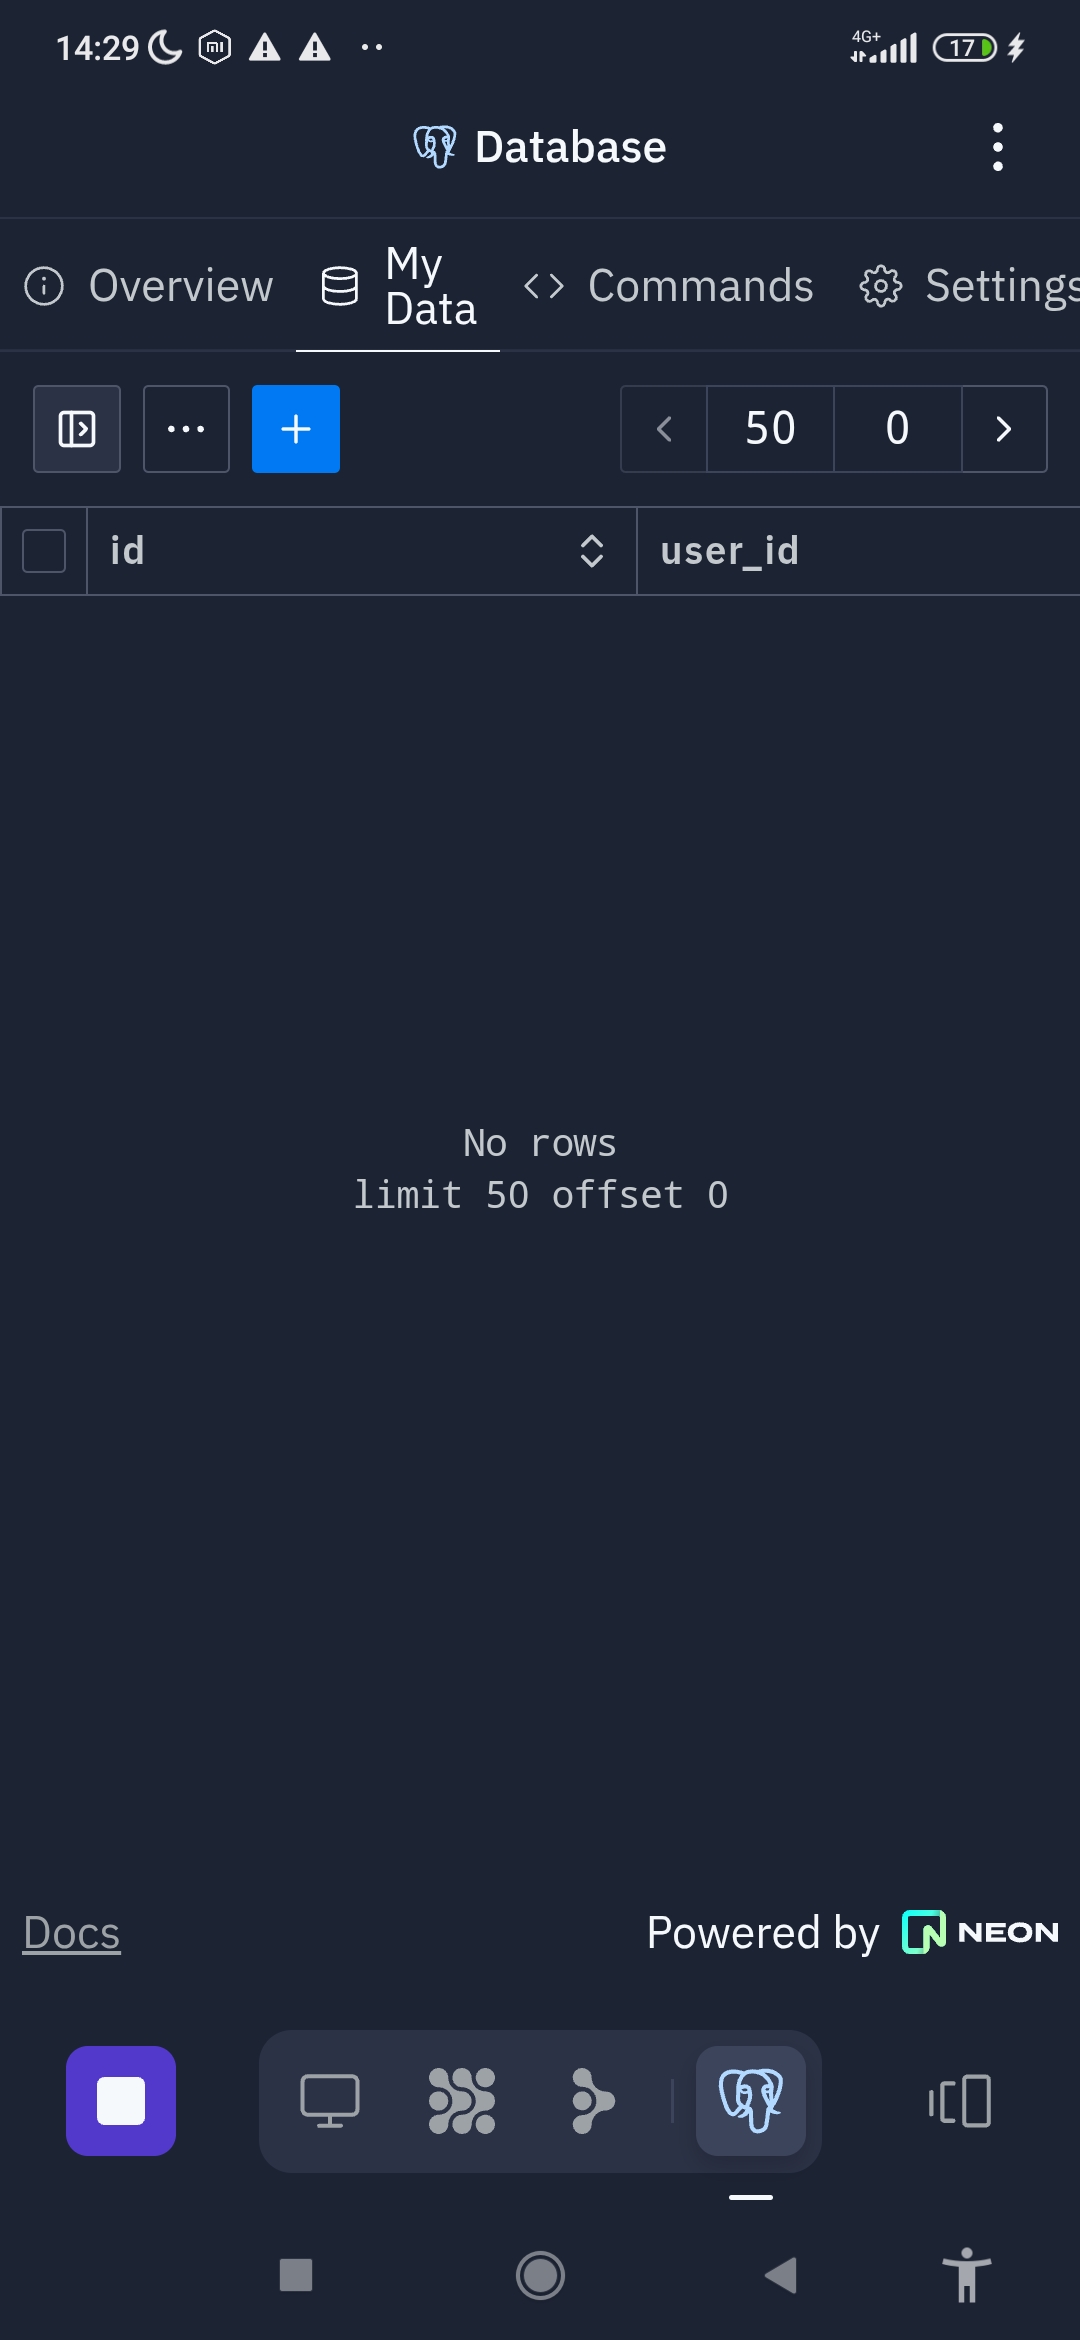 14:29
4G+
17
Database
Overview
My
Data
Commands
Settings
50
0
id
user_id
No rows
limit 50 offset 0
Docs
Powered by NEON